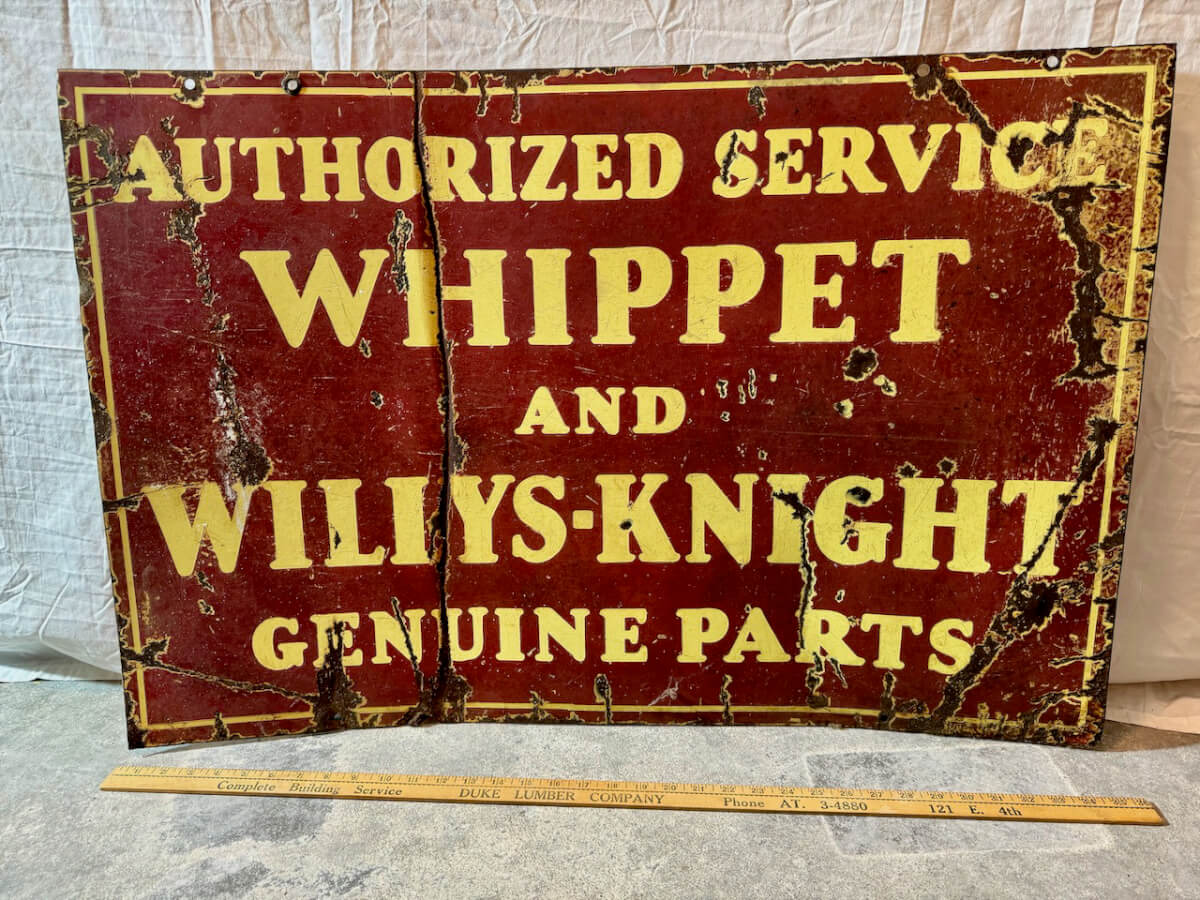 AUTHORIZED SERVICE
WHIPPET
AND
WILLYS-KNIGHT
GENUINE PARTS
Complete Building Service DUKE LUMBER COMPANY Phone AT. 3-4880 121 E. 4th